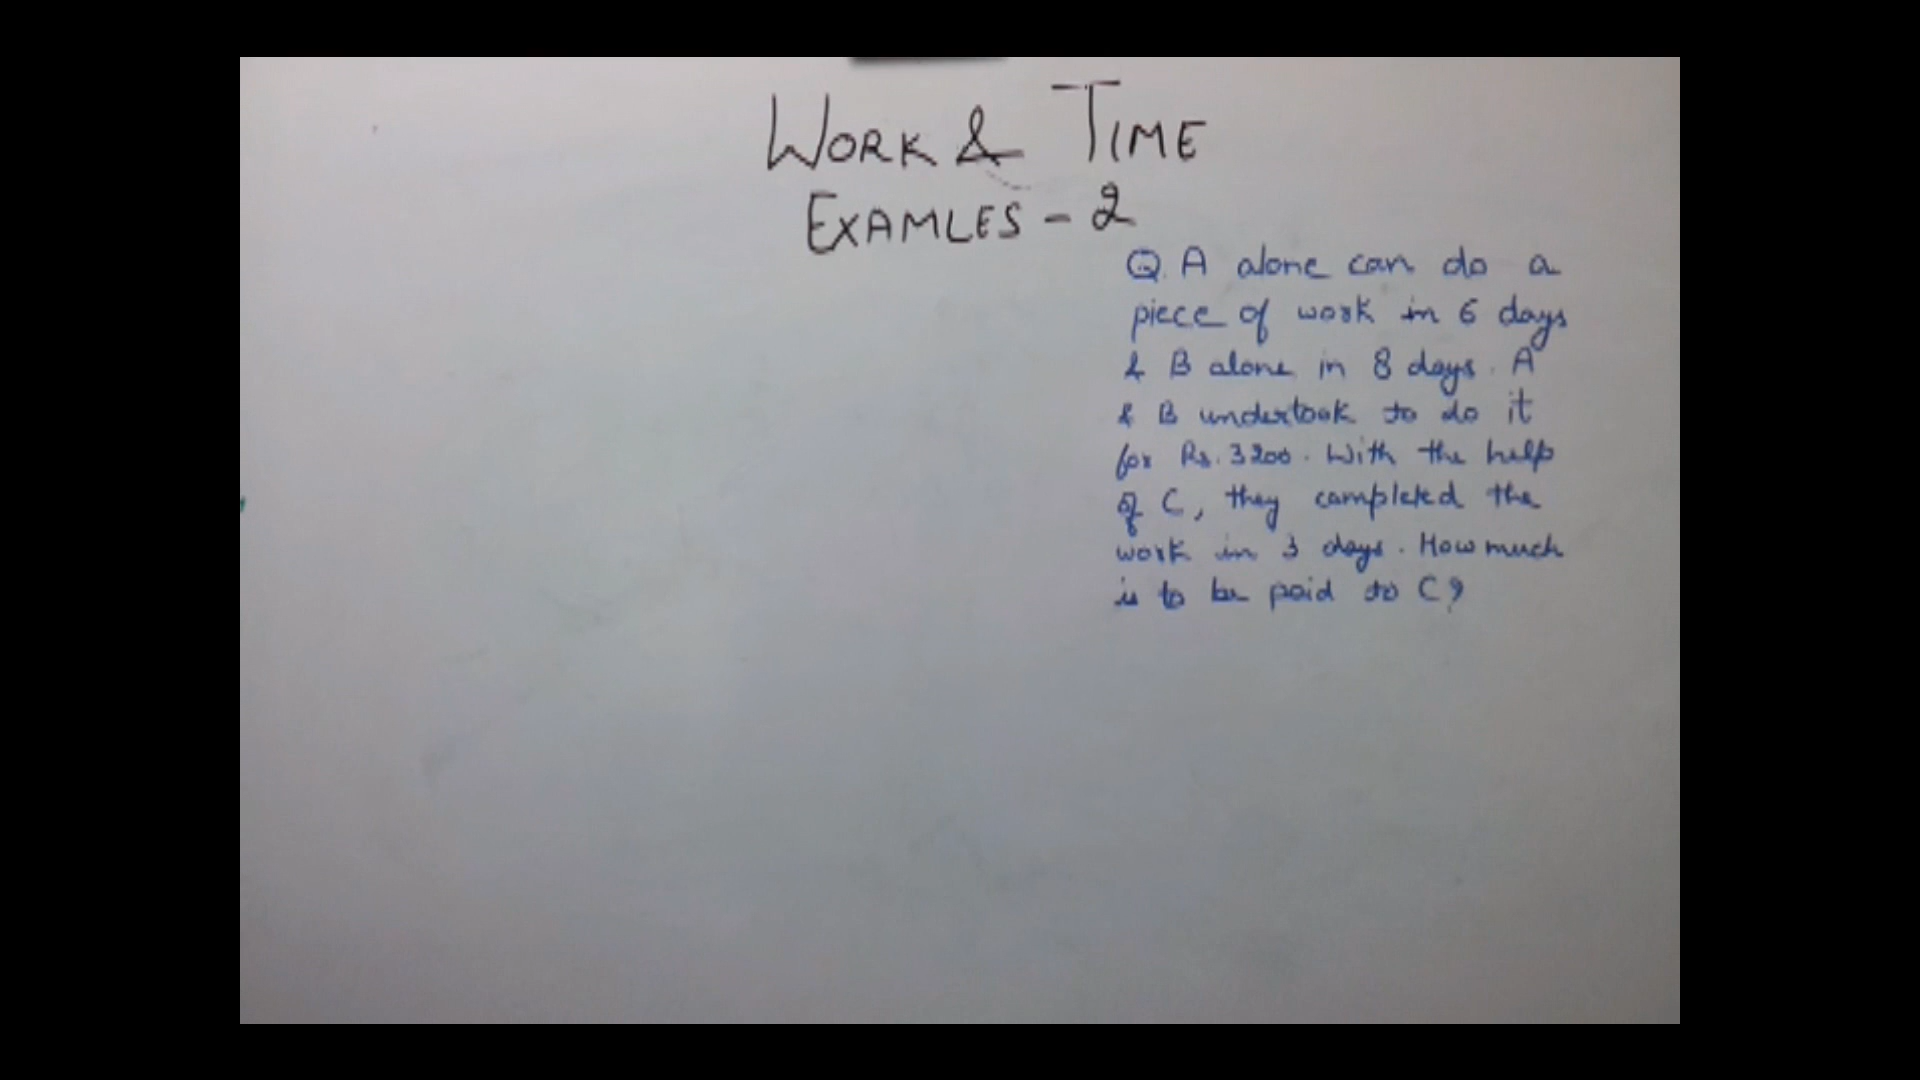 WORK & TIME
EXAMLES - 2
Q. A alone can do a
piece of work in 6 days
& B alone in 8 days. A
& B undertook to do it
for Rs. 3200. With the help
of C, they completed the
work in 3 days. How much
is to be paid to C?